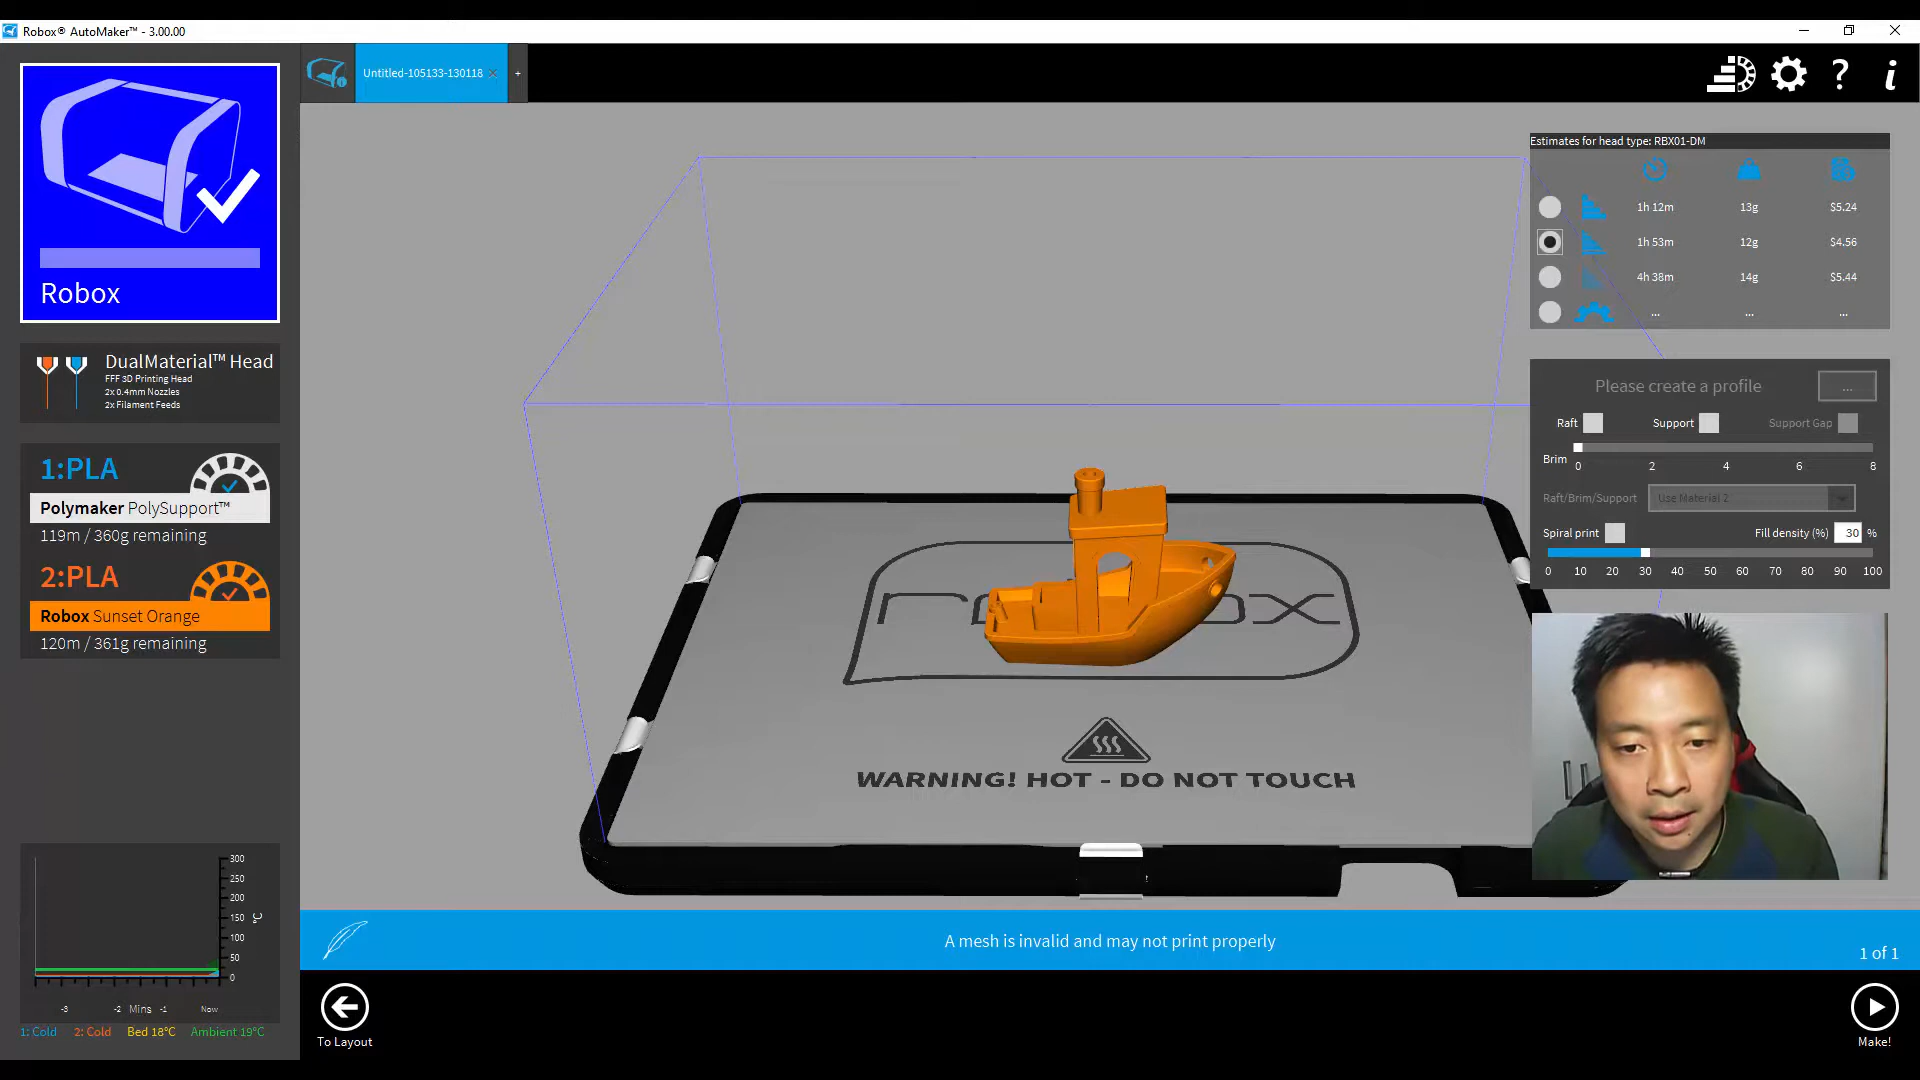 Robox® AutoMaker™ - 3.00.00
Untitled-105133-130118
+
?
i
Robox
DualMaterial™ Head
FFF 3D Printing Head
2x 0.4mm Nozzles
2x Filament Feeds
1:PLA
Polymaker PolySupport™
119m / 360g remaining
2:PLA
Robox Sunset Orange
120m / 361g remaining
300
250
200
150
100
50
0
°C
-3 -2 Mins -1 Now
1: Cold 2: Cold Bed 18°C Ambient 19°C
Estimates for head type: RBX01-DM
1h 12m 13g $5.24
1h 53m 12g $4.56
4h 38m 14g $5.44
... ... ...
Please create a profile ...
Raft Support Support Gap
Brim 0 2 4 6 8
Raft/Brim/Support Use Material 2
Spiral print Fill density (%) 30 %
0 10 20 30 40 50 60 70 80 90 100
WARNING! HOT - DO NOT TOUCH
A mesh is invalid and may not print properly
1 of 1
To Layout
Make!